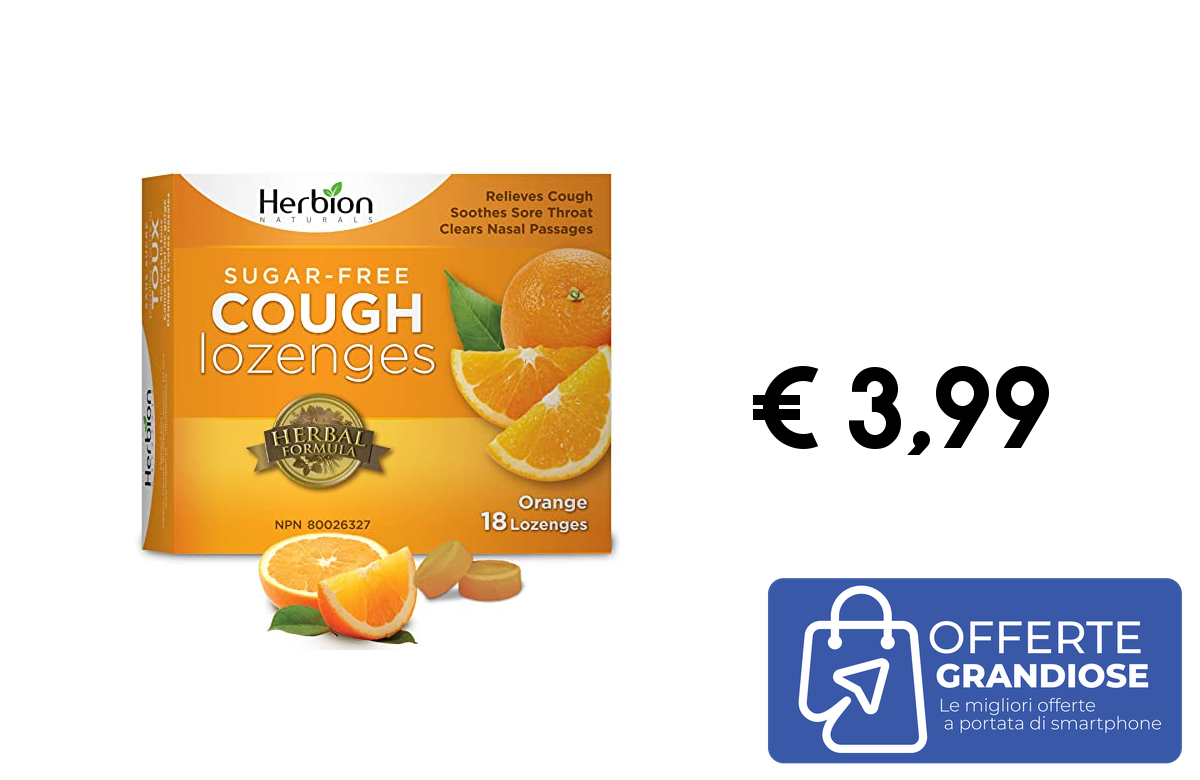 Herbion
NATURALS
Relieves Cough
Soothes Sore Throat
Clears Nasal Passages
SUGAR-FREE
COUGH
lozenges
HERBAL
FORMULA
NPN 80026327
Orange
18 Lozenges
TOUX
Herbion
€ 3,99
OFFERTE
GRANDIOSE
Le migliori offerte
a portata di smartphone